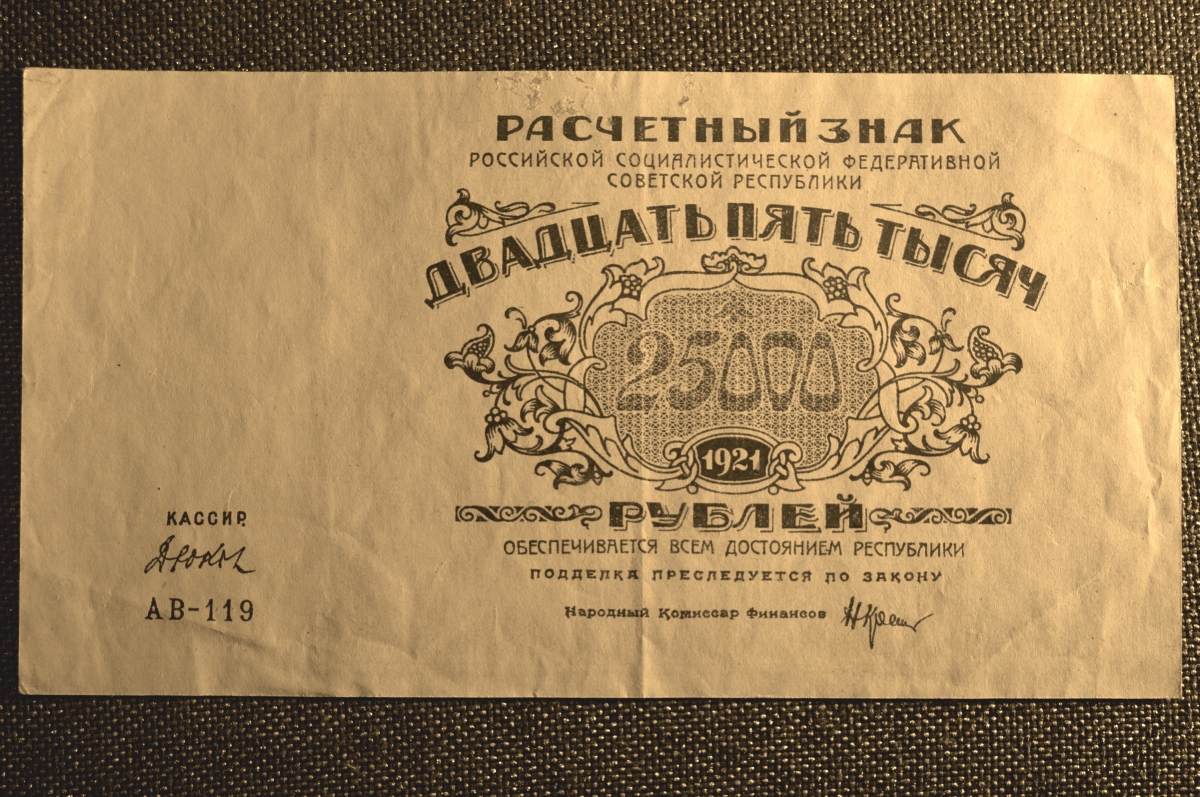 РАСЧЕТНЫЙ ЗНАК
РОССИЙСКОЙ СОЦИАЛИСТИЧЕСКОЙ ФЕДЕРАТИВНОЙ
СОВЕТСКОЙ РЕСПУБЛИКИ
ДВАДЦАТЬ ПЯТЬ ТЫСЯЧ
25000
1921
РУБЛЕЙ
ОБЕСПЕЧИВАЕТСЯ ВСЕМ ДОСТОЯНИЕМ РЕСПУБЛИКИ
ПОДДЕЛКА ПРЕСЛЕДУЕТСЯ ПО ЗАКОНУ
Народный Комиссар Финансов
КАССИР
АВ-119